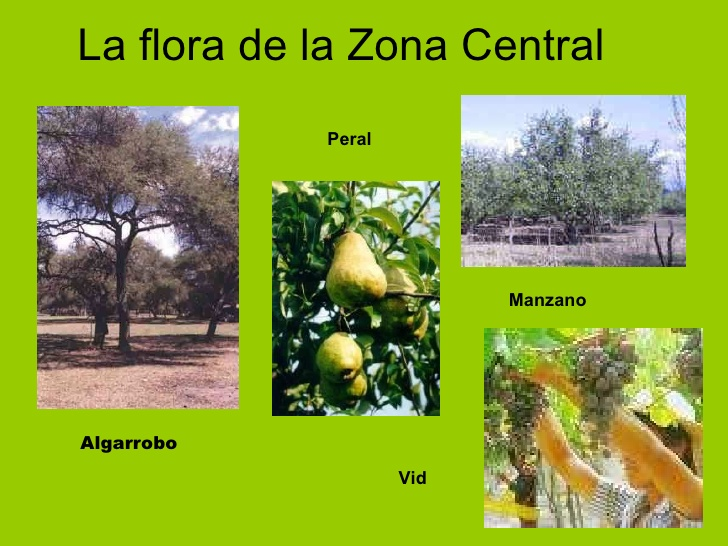 La flora de la Zona Central
Peral
Manzano
Algarrobo
Vid